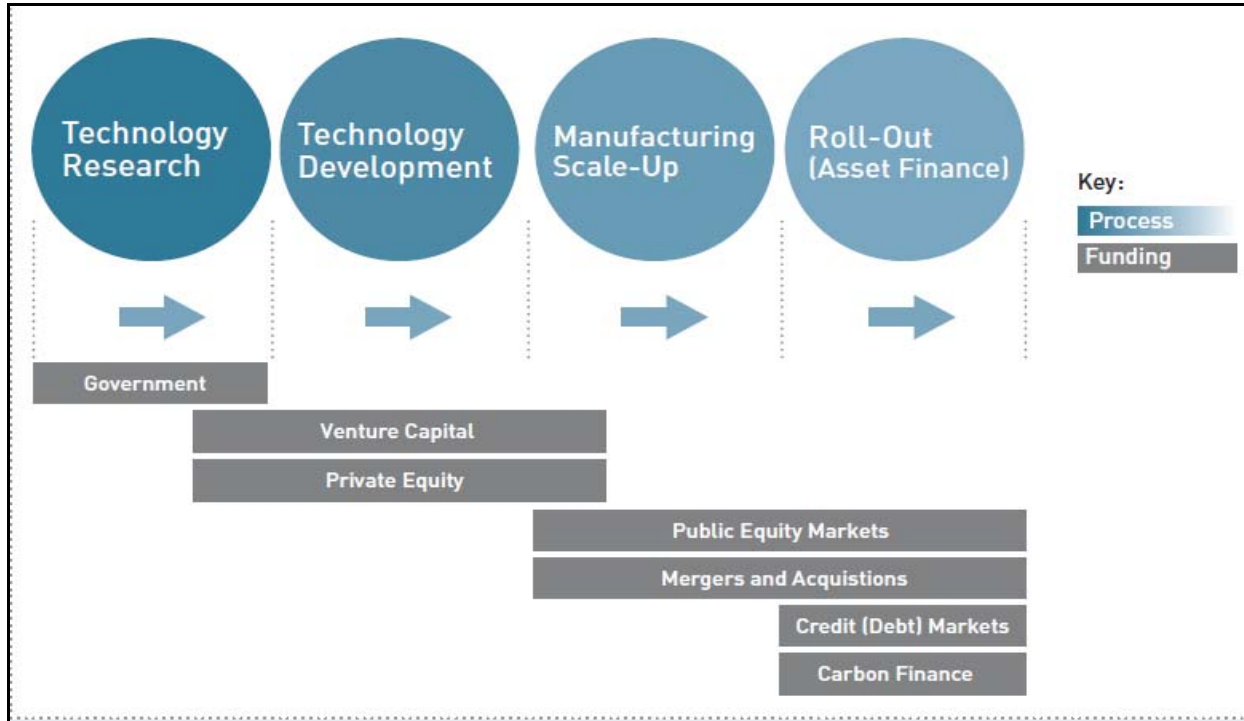 Technology
Research
Technology
Development
Manufacturing
Scale-Up
Roll-Out
(Asset Finance)
Key:
Process
Funding
Government
Venture Capital
Private Equity
Public Equity Markets
Mergers and Acquistions
Credit (Debt) Markets
Carbon Finance